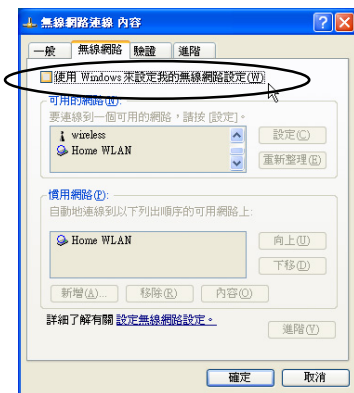 無線網路連線 內容
一般 無線網路 驗證 進階
使用 Windows 來設定我的無線網路設定(W)
可用的網路(N):
要連線到一個可用的網路，請按 [設定]。
wireless
Home WLAN
設定(C)
重新整理(E)
慣用網路(P):
自動地連線到以下列出順序的可用網路上:
Home WLAN
向上(U)
下移(D)
新增(A)... 移除(R) 內容(O)
詳細了解有關 設定無線網路設定。
進階(V)
確定 取消